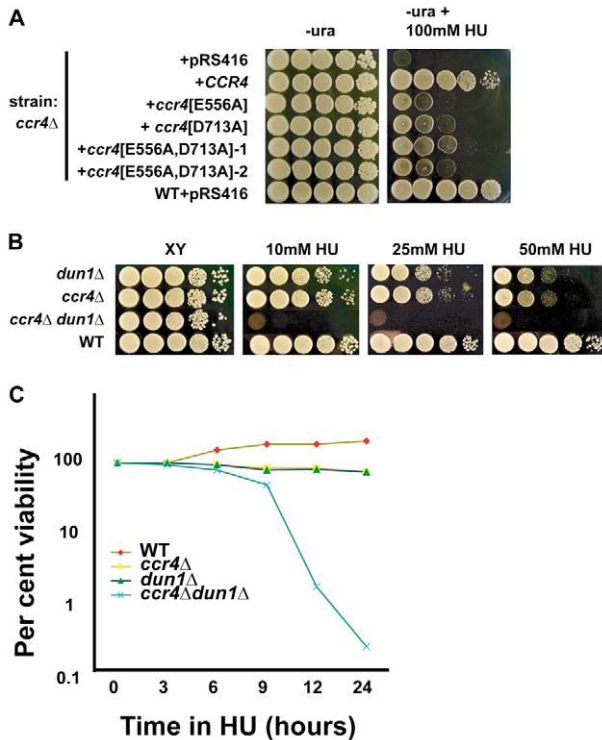 A
-ura
-ura +
100mM HU
strain:
ccr4Δ
+pRS416
+CCR4
+ccr4[E556A]
+ ccr4[D713A]
+ccr4[E556A,D713A]-1
+ccr4[E556A,D713A]-2
WT+pRS416
B
XY
10mM HU
25mM HU
50mM HU
dun1Δ
ccr4Δ
ccr4Δ dun1Δ
WT
C
Per cent viability
100
10
1
0.1
WT
ccr4Δ
dun1Δ
ccr4Δdun1Δ
0 3 6 9 12 24
Time in HU (hours)